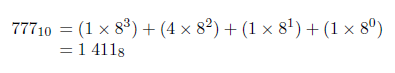 777₁₀ = (1 × 8³) + (4 × 8²) + (1 × 8¹) + (1 × 8⁰)
= 1 411₈